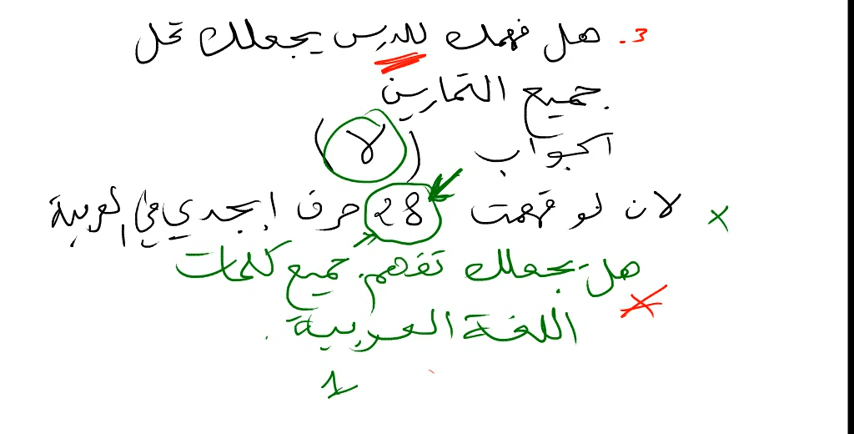 3. هل فهمك للدرس يجعلك تحل
جميع التمارين
الجواب ( لا )
لان لو فهمت 28 حرف ابجدي في العربية
هل يجعلك تفهم جميع كلمات
اللغة العربية .
1